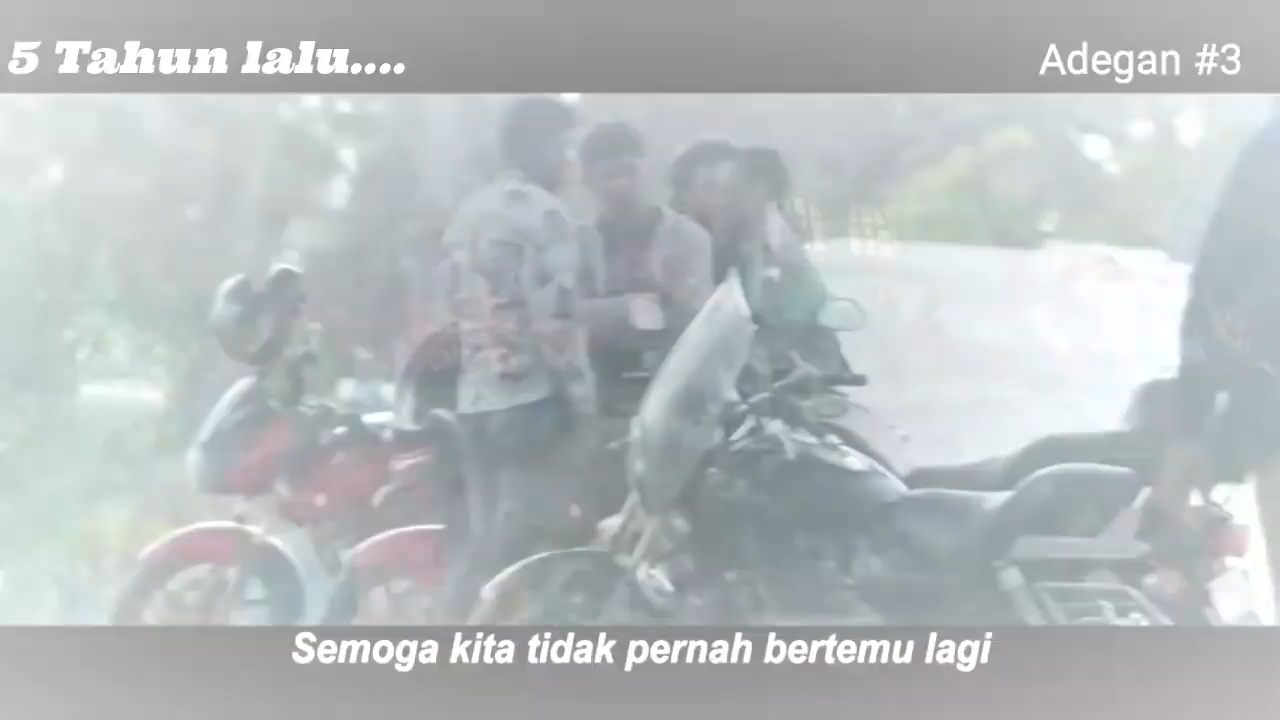 5 Tahun lalu....
Adegan #3
Semoga kita tidak pernah bertemu lagi